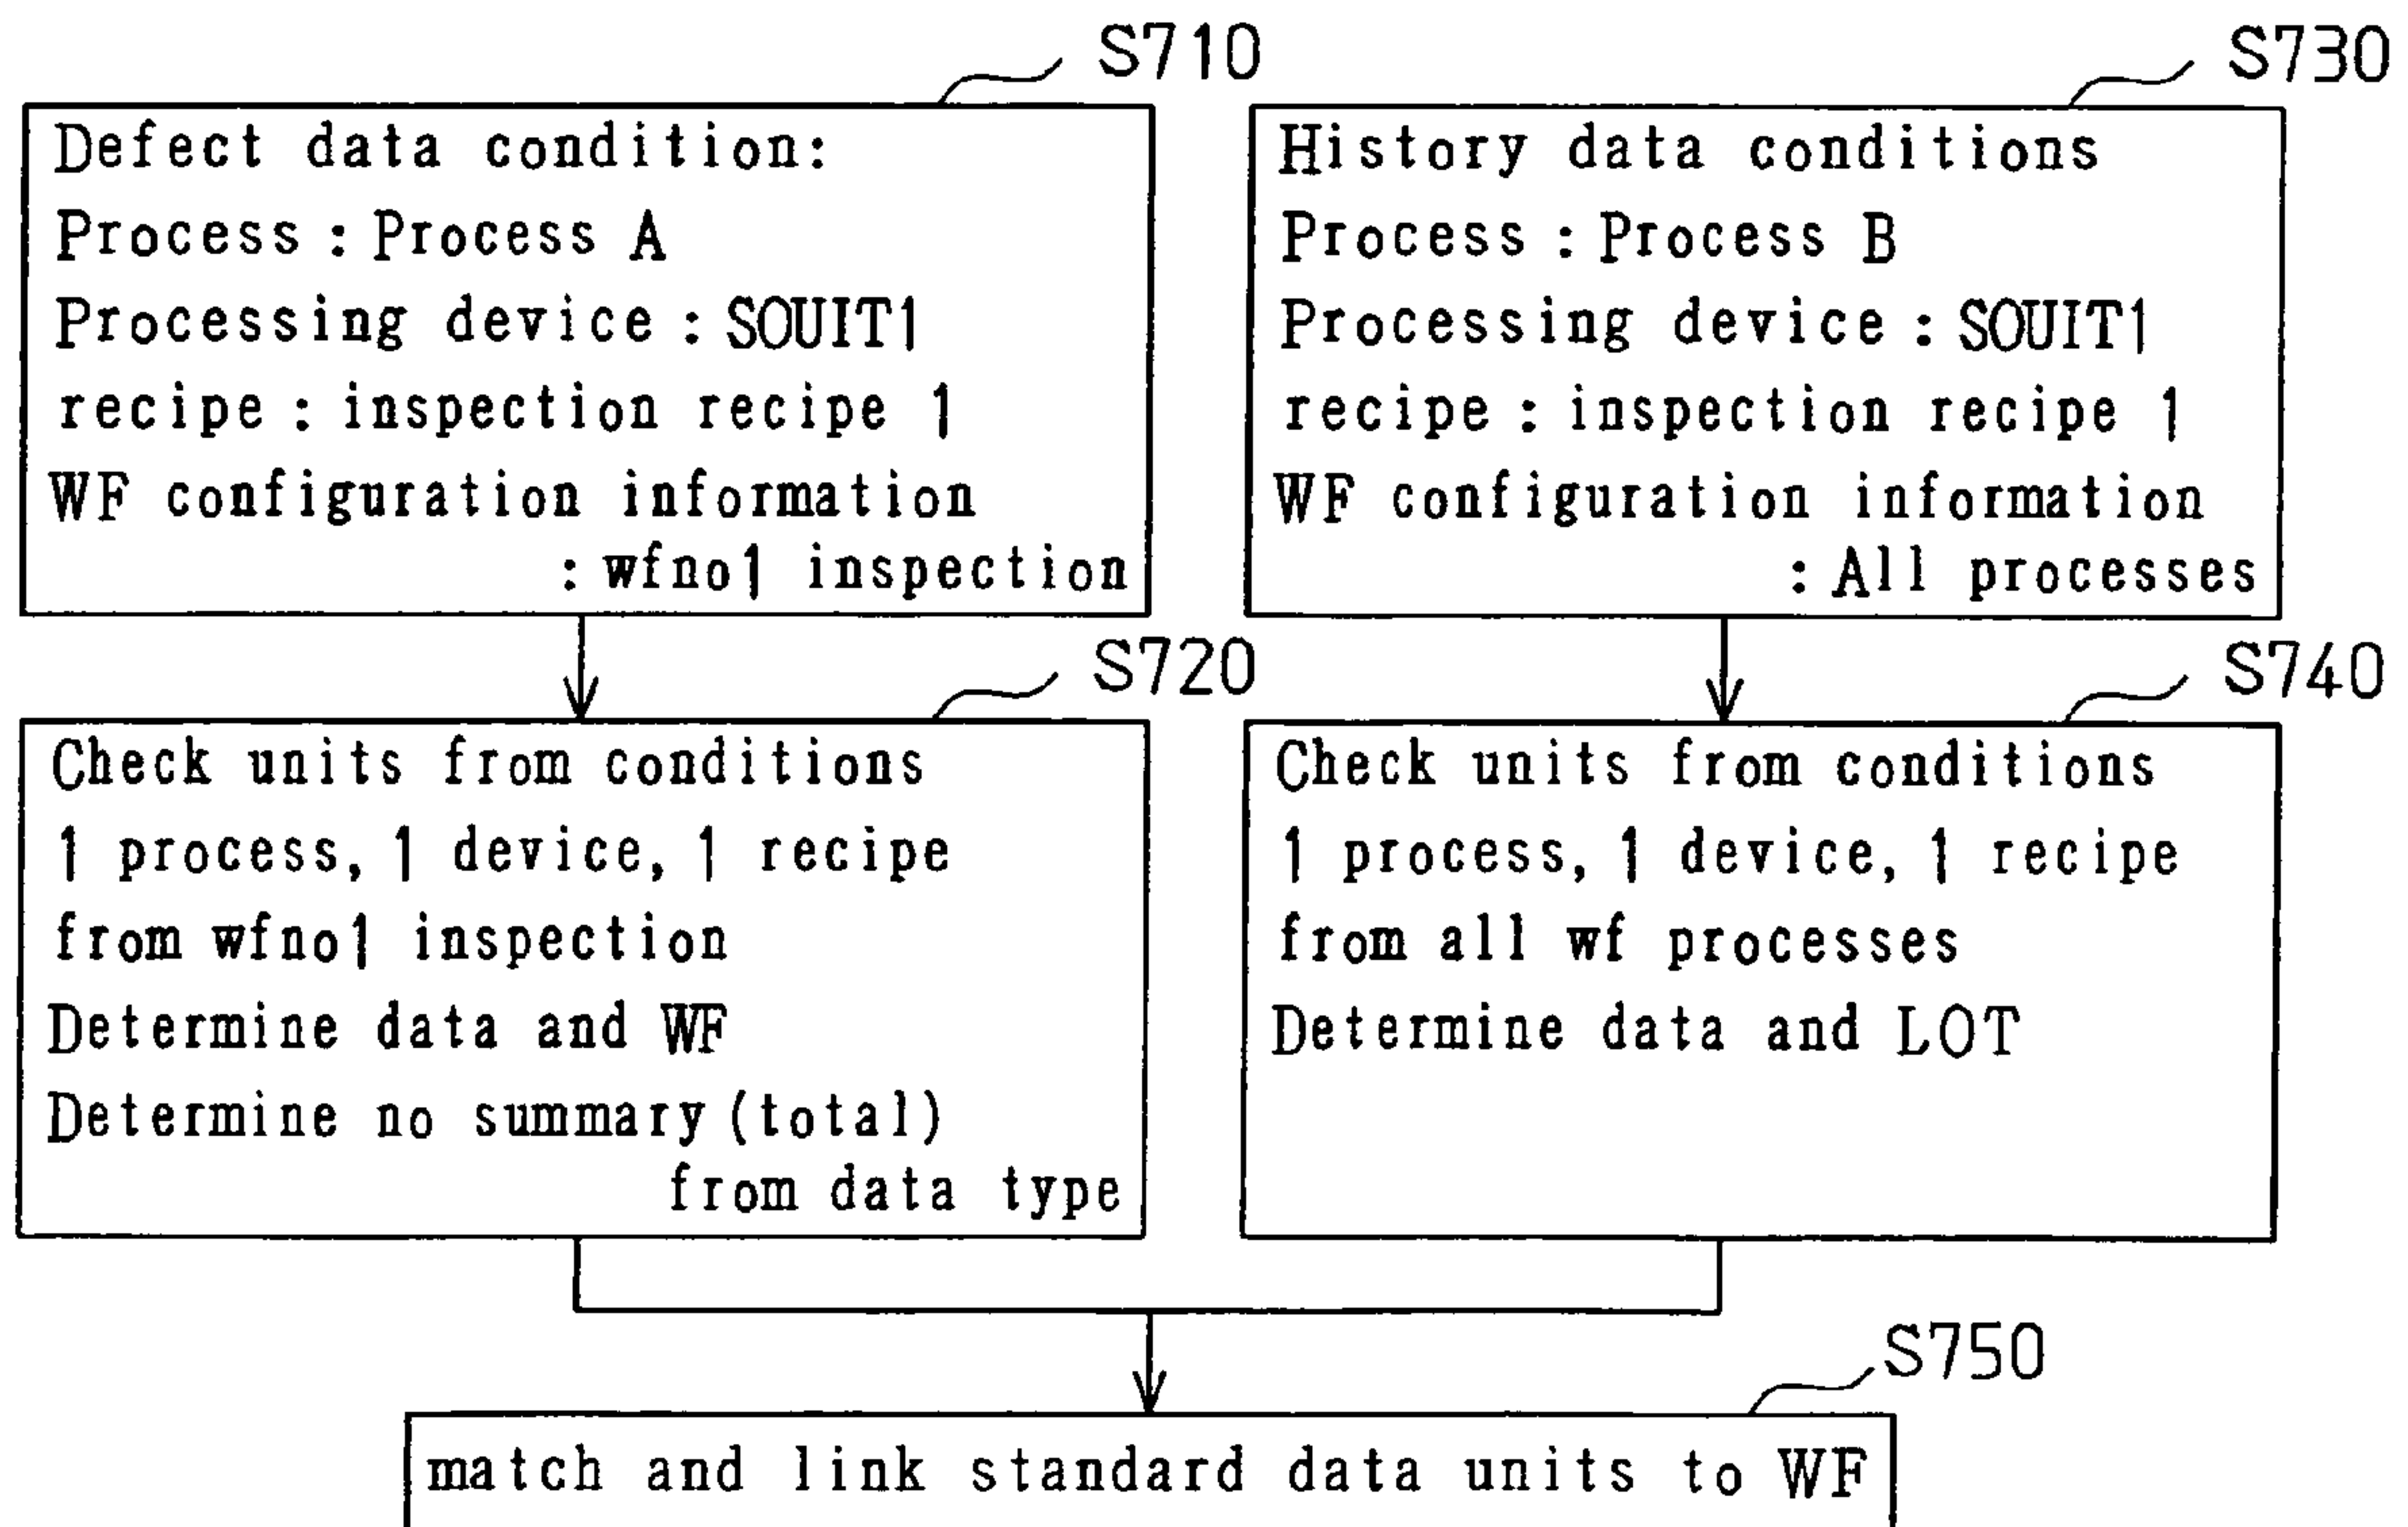 S710
Defect data condition:
Process : Process A
Processing device : SOUIT1
recipe : inspection recipe 1
WF configuration information
: wfno1 inspection
S730
History data conditions
Process : Process B
Processing device : SOUIT1
recipe : inspection recipe 1
WF configuration information
: All processes
S720
Check units from conditions
1 process, 1 device, 1 recipe
from wfno1 inspection
Determine data and WF
Determine no summary (total)
from data type
S740
Check units from conditions
1 process, 1 device, 1 recipe
from all wf processes
Determine data and LOT
S750
match and link standard data units to WF